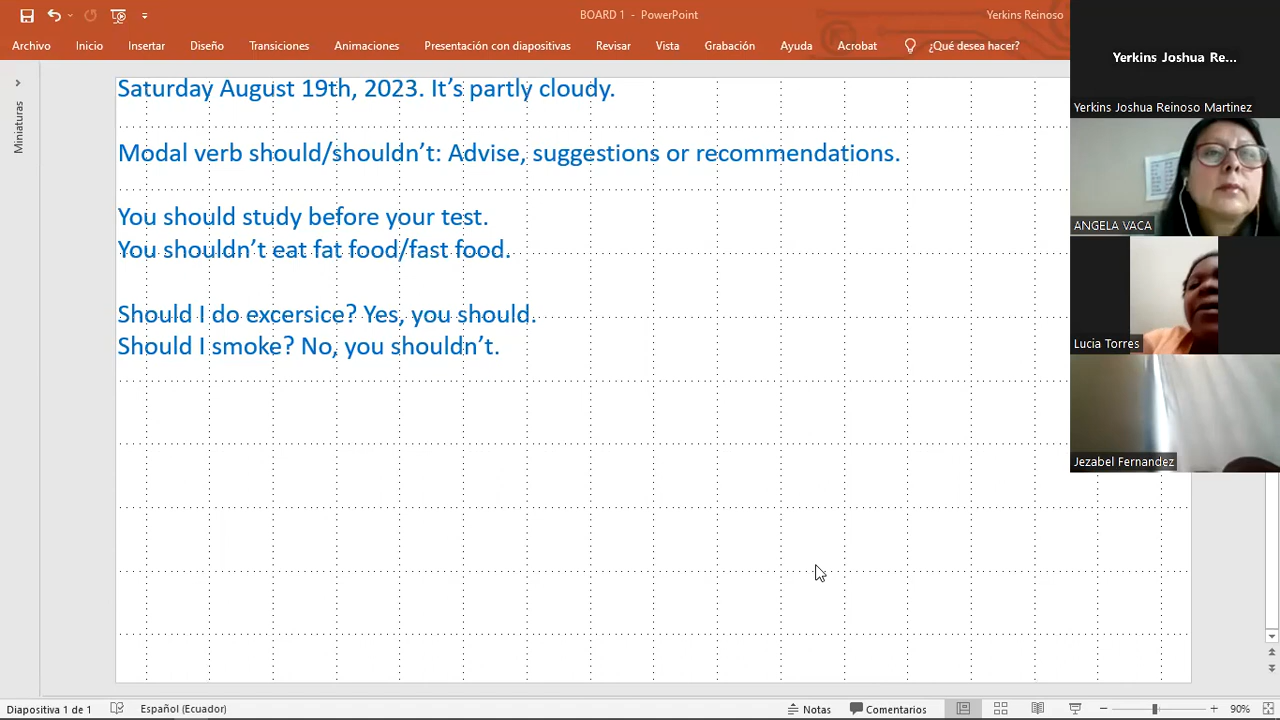 BOARD 1 - PowerPoint
Yerkins Reinoso
Archivo Inicio Insertar Diseño Transiciones Animaciones Presentación con diapositivas Revisar Vista Grabación Ayuda Acrobat ¿Qué desea hacer?
Yerkins Joshua Re...
Yerkins Joshua Reinoso Martinez
ANGELA VACA
Lucia Torres
Jezabel Fernandez
Miniaturas
Saturday August 19th, 2023. It's partly cloudy.
Modal verb should/shouldn't: Advise, suggestions or recommendations.
You should study before your test.
You shouldn't eat fat food/fast food.
Should I do excersice? Yes, you should.
Should I smoke? No, you shouldn't.
Diapositiva 1 de 1 Español (Ecuador) Notas Comentarios 90%